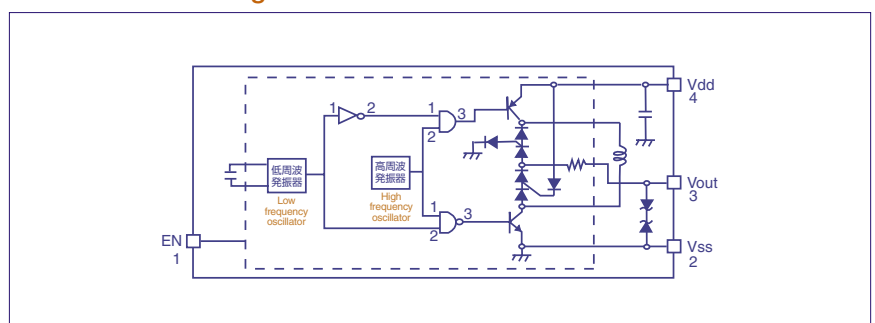 Vdd
4
1
2
1
3
2
低周波
発振器
高周波
発振器
Low
frequency
oscillator
High
frequency
oscillator
1
3
2
Vout
3
EN
1
Vss
2